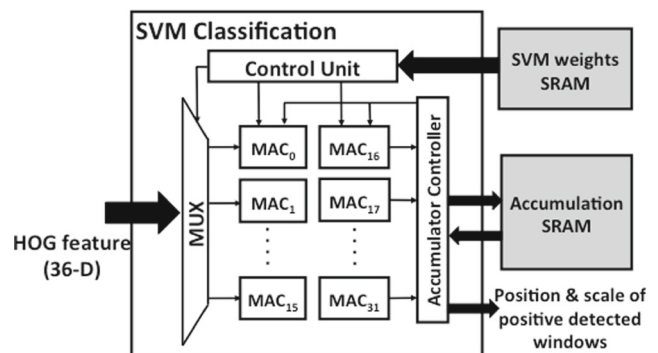 SVM Classification
Control Unit
SVM weights
SRAM
MUX
MAC0
MAC16
MAC1
MAC17
MAC15
MAC31
Accumulator Controller
Accumulation
SRAM
HOG feature
(36-D)
Position & scale of
positive detected
windows